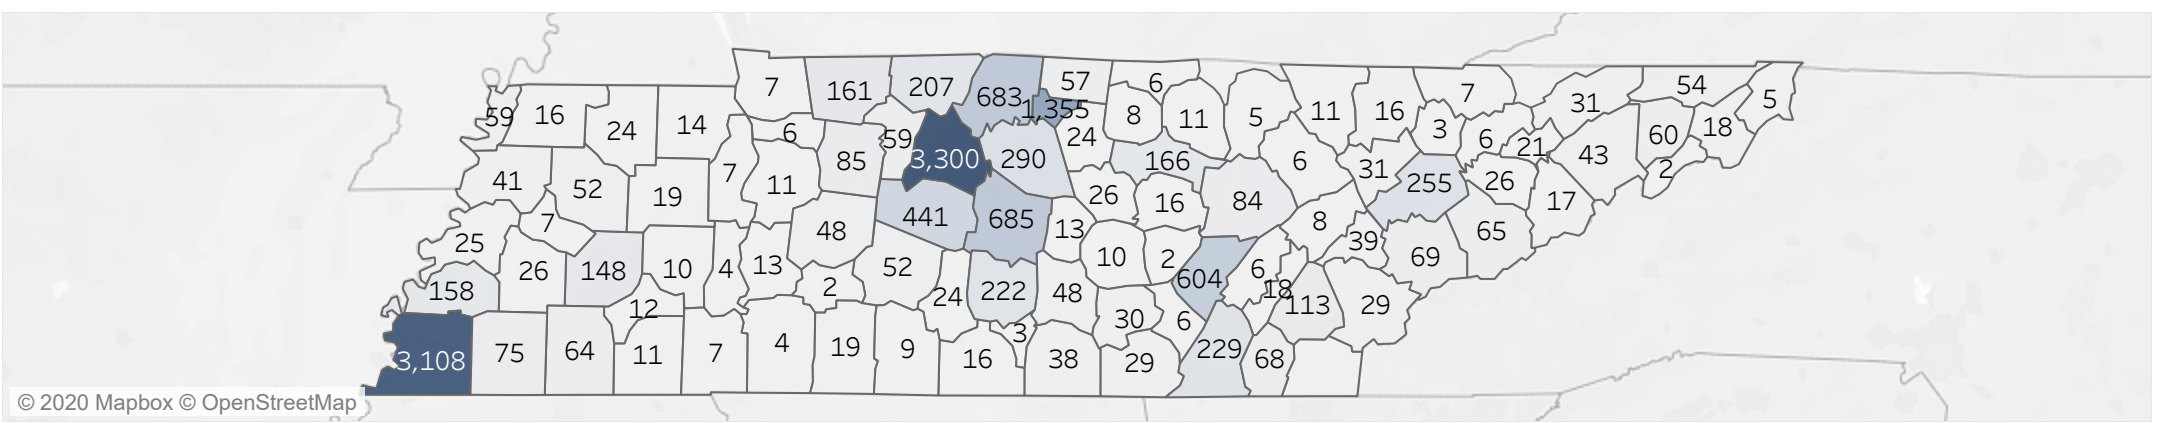 7 161 207 683 57 6 8 11 5 11 16 7 31 54 5
59 16 24 14 6 59 3,300 290 1,355 24 3 6 21 43 60 18
41 52 19 7 11 85 166 6 31 255 26 17 2
25 7 48 441 685 13 26 16 84 8 39 69 65
158 26 148 10 4 13 2 52 24 222 48 10 2 604 6 18 113 29
12 3 30 6
3,108 75 64 11 7 4 19 9 16 38 29 229 68
© 2020 Mapbox © OpenStreetMap